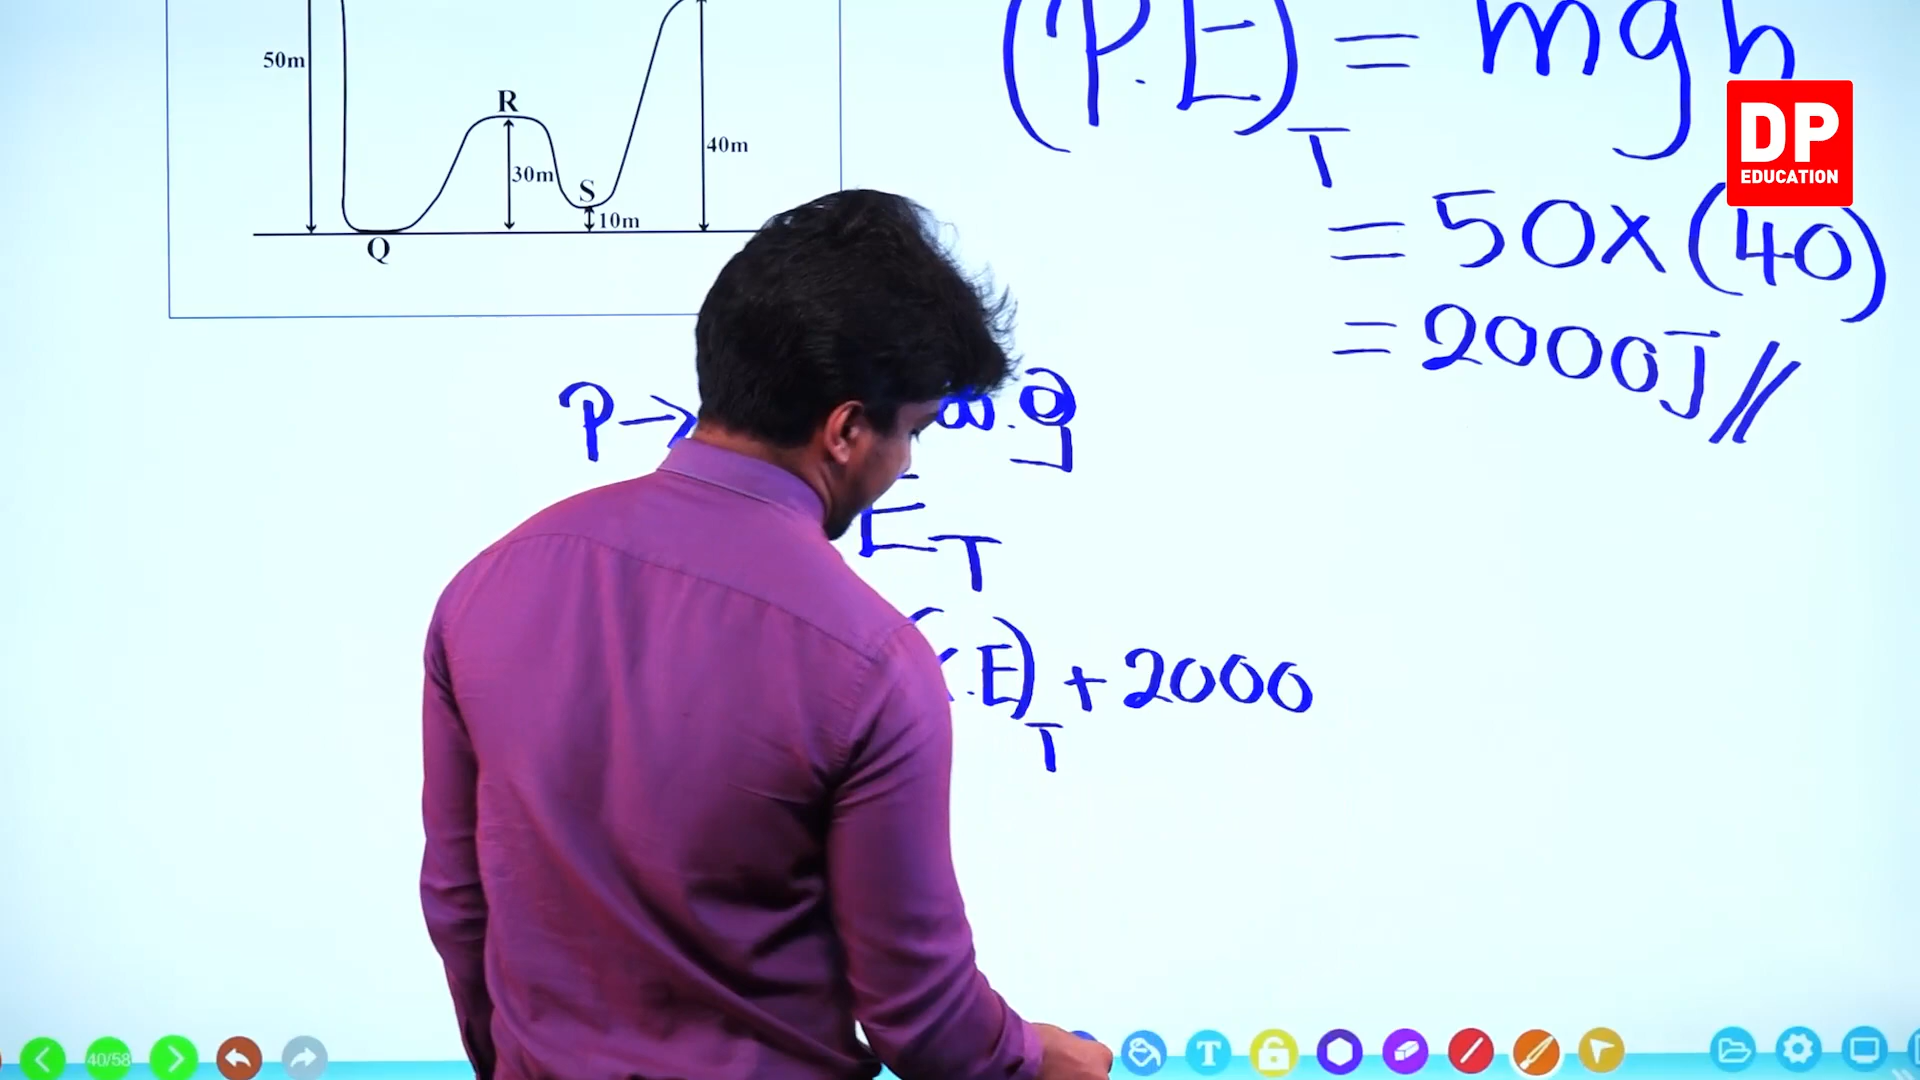 50m
R
30m
S
10m
40m
Q
(P.E)T = mgh
= 50x(40)
= 2000J//
DP
EDUCATION
P→
ET
.E)T + 2000
40/58
T